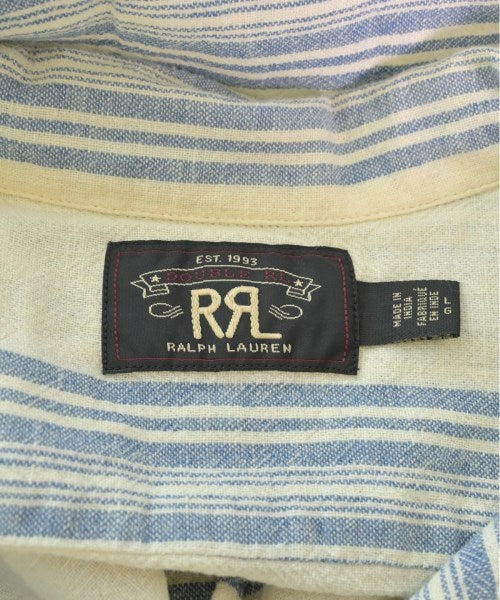 EST. 1993
DOUBLE RL
RRL
RALPH LAUREN
MADE IN
INDIA
FABRIQUÉ
EN INDE
G L